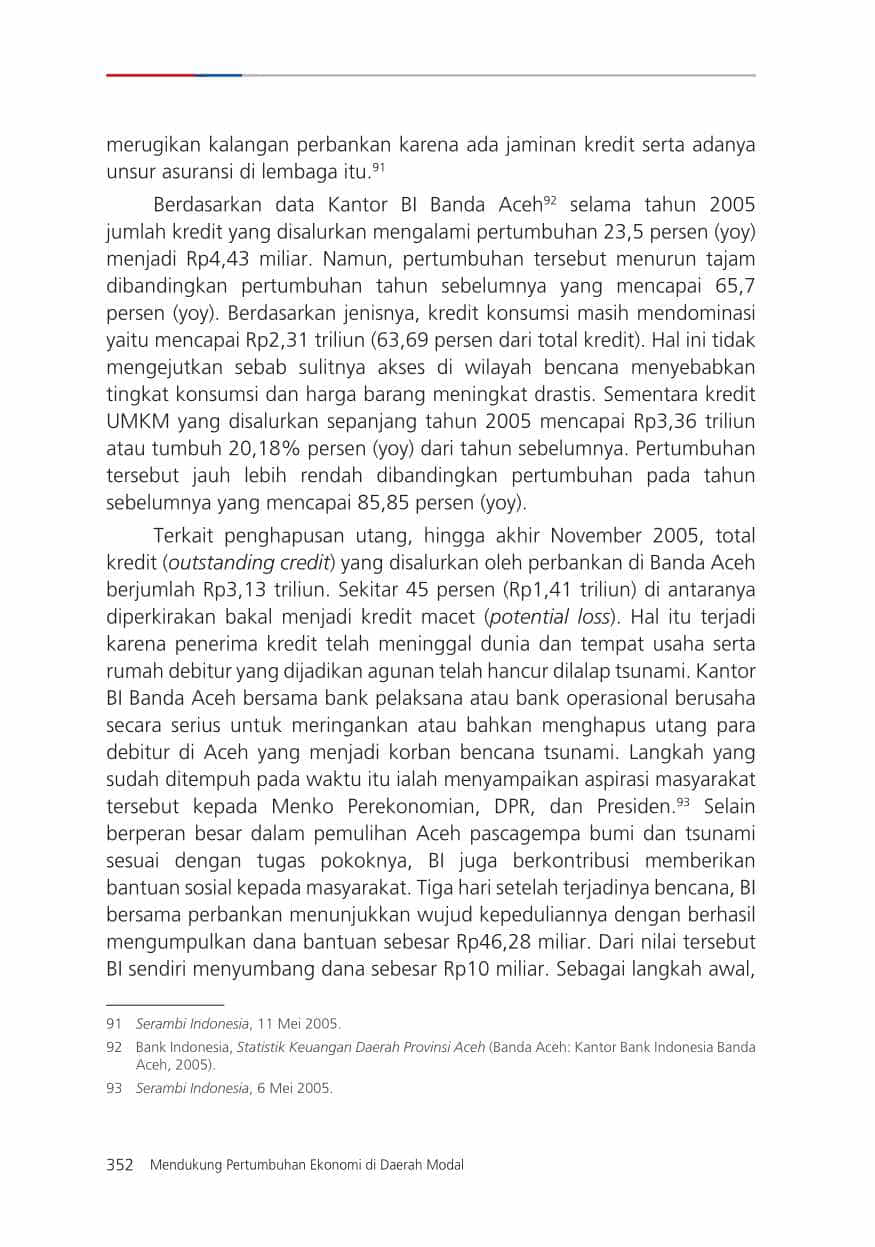 merugikan kalangan perbankan karena ada jaminan kredit serta adanya
unsur asuransi di lembaga itu.91
Berdasarkan data Kantor BI Banda Aceh92 selama tahun 2005
jumlah kredit yang disalurkan mengalami pertumbuhan 23,5 persen (yoy)
menjadi Rp4,43 miliar. Namun, pertumbuhan tersebut menurun tajam
dibandingkan pertumbuhan tahun sebelumnya yang mencapai 65,7
persen (yoy). Berdasarkan jenisnya, kredit konsumsi masih mendominasi
yaitu mencapai Rp2,31 triliun (63,69 persen dari total kredit). Hal ini tidak
mengejutkan sebab sulitnya akses di wilayah bencana menyebabkan
tingkat konsumsi dan harga barang meningkat drastis. Sementara kredit
UMKM yang disalurkan sepanjang tahun 2005 mencapai Rp3,36 triliun
atau tumbuh 20,18% persen (yoy) dari tahun sebelumnya. Pertumbuhan
tersebut jauh lebih rendah dibandingkan pertumbuhan pada tahun
sebelumnya yang mencapai 85,85 persen (yoy).
Terkait penghapusan utang, hingga akhir November 2005, total
kredit (outstanding credit) yang disalurkan oleh perbankan di Banda Aceh
berjumlah Rp3,13 triliun. Sekitar 45 persen (Rp1,41 triliun) di antaranya
diperkirakan bakal menjadi kredit macet (potential loss). Hal itu terjadi
karena penerima kredit telah meninggal dunia dan tempat usaha serta
rumah debitur yang dijadikan agunan telah hancur dilalap tsunami. Kantor
BI Banda Aceh bersama bank pelaksana atau bank operasional berusaha
secara serius untuk meringankan atau bahkan menghapus utang para
debitur di Aceh yang menjadi korban bencana tsunami. Langkah yang
sudah ditempuh pada waktu itu ialah menyampaikan aspirasi masyarakat
tersebut kepada Menko Perekonomian, DPR, dan Presiden.93 Selain
berperan besar dalam pemulihan Aceh pascagempa bumi dan tsunami
sesuai dengan tugas pokoknya, BI juga berkontribusi memberikan
bantuan sosial kepada masyarakat. Tiga hari setelah terjadinya bencana, BI
bersama perbankan menunjukkan wujud kepeduliannya dengan berhasil
mengumpulkan dana bantuan sebesar Rp46,28 miliar. Dari nilai tersebut
BI sendiri menyumbang dana sebesar Rp10 miliar. Sebagai langkah awal,
91 Serambi Indonesia, 11 Mei 2005.
92 Bank Indonesia, Statistik Keuangan Daerah Provinsi Aceh (Banda Aceh: Kantor Bank Indonesia Banda
Aceh, 2005).
93 Serambi Indonesia, 6 Mei 2005.
352 Mendukung Pertumbuhan Ekonomi di Daerah Modal